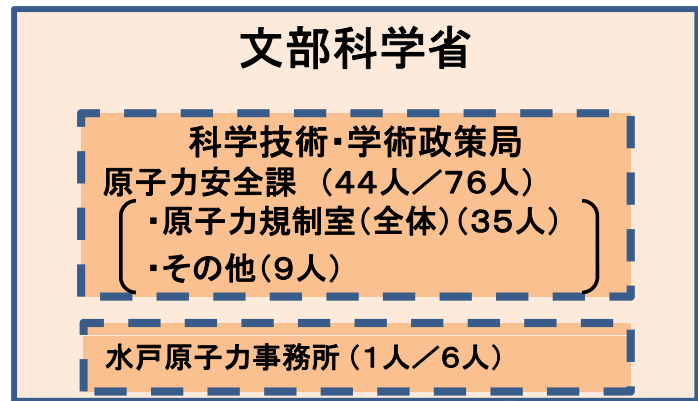 文部科学省
科学技術・学術政策局
原子力安全課 （44人／76人）
・原子力規制室（全体）（35人）
・その他（9人）
水戸原子力事務所（1人／6人）